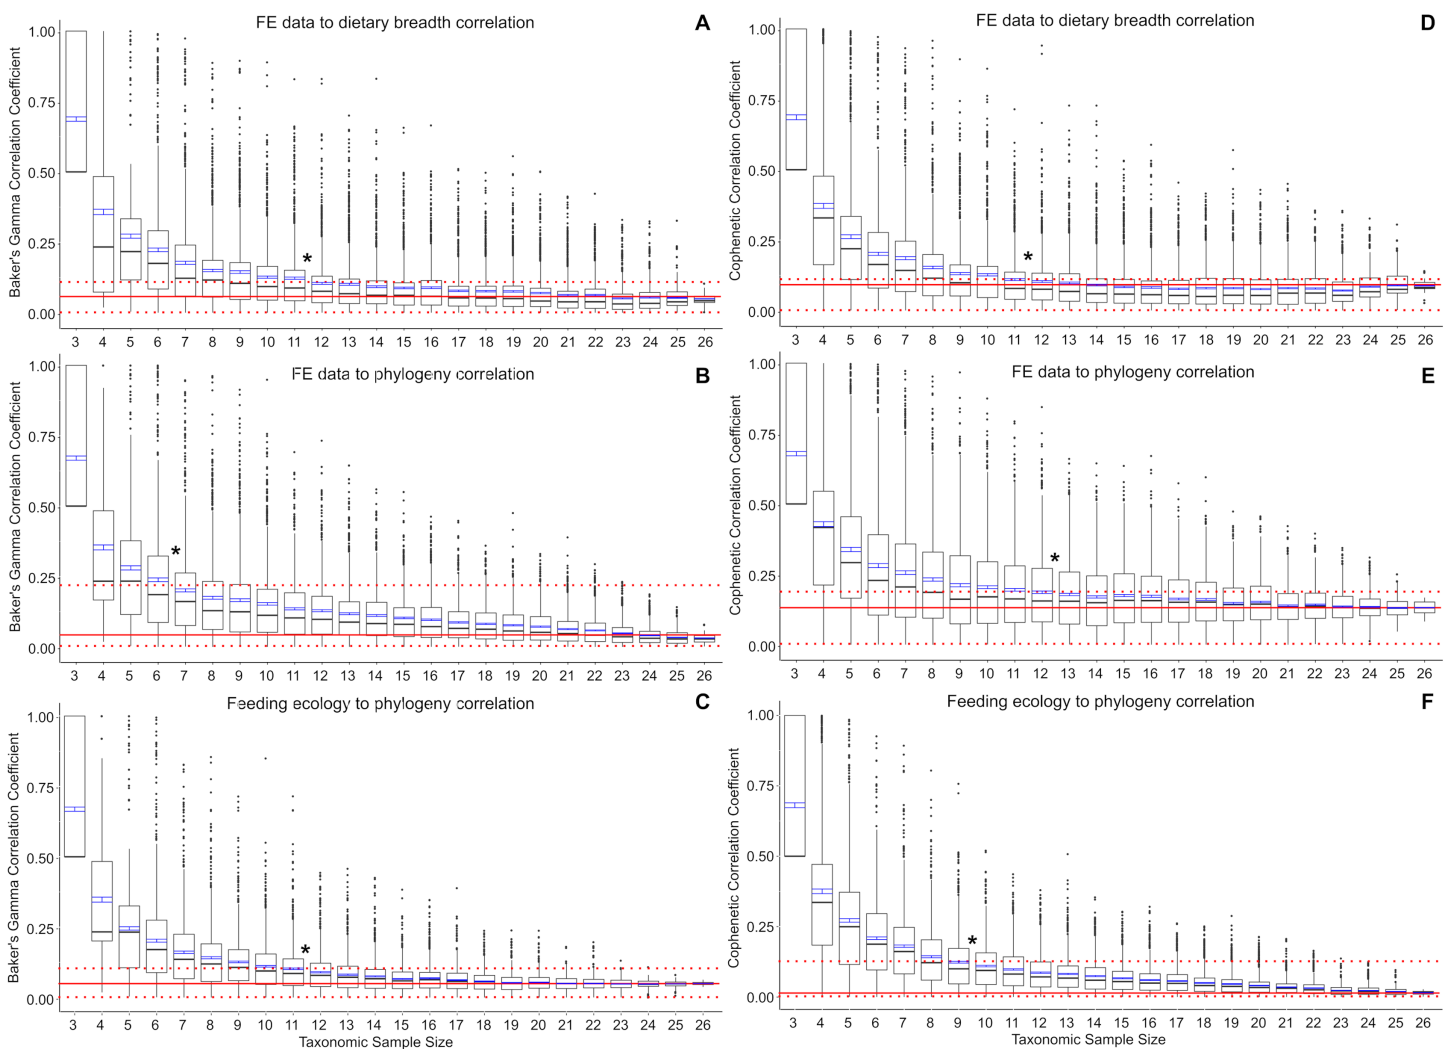 FE data to dietary breadth correlation
A
Baker's Gamma Correlation Coefficient
1.00
0.75
0.50
0.25
0.00
3 4 5 6 7 8 9 10 11 12 13 14 15 16 17 18 19 20 21 22 23 24 25 26
*
FE data to dietary breadth correlation
D
Cophenetic Correlation Coefficient
1.00
0.75
0.50
0.25
0.00
3 4 5 6 7 8 9 10 11 12 13 14 15 16 17 18 19 20 21 22 23 24 25 26
*
FE data to phylogeny correlation
B
Baker's Gamma Correlation Coefficient
1.00
0.75
0.50
0.25
0.00
3 4 5 6 7 8 9 10 11 12 13 14 15 16 17 18 19 20 21 22 23 24 25 26
*
FE data to phylogeny correlation
E
Cophenetic Correlation Coefficient
1.00
0.75
0.50
0.25
0.00
3 4 5 6 7 8 9 10 11 12 13 14 15 16 17 18 19 20 21 22 23 24 25 26
*
Feeding ecology to phylogeny correlation
C
Baker's Gamma Correlation Coefficient
1.00
0.75
0.50
0.25
0.00
3 4 5 6 7 8 9 10 11 12 13 14 15 16 17 18 19 20 21 22 23 24 25 26
*
Taxonomic Sample Size
Feeding ecology to phylogeny correlation
F
Cophenetic Correlation Coefficient
1.00
0.75
0.50
0.25
0.00
3 4 5 6 7 8 9 10 11 12 13 14 15 16 17 18 19 20 21 22 23 24 25 26
*
Taxonomic Sample Size